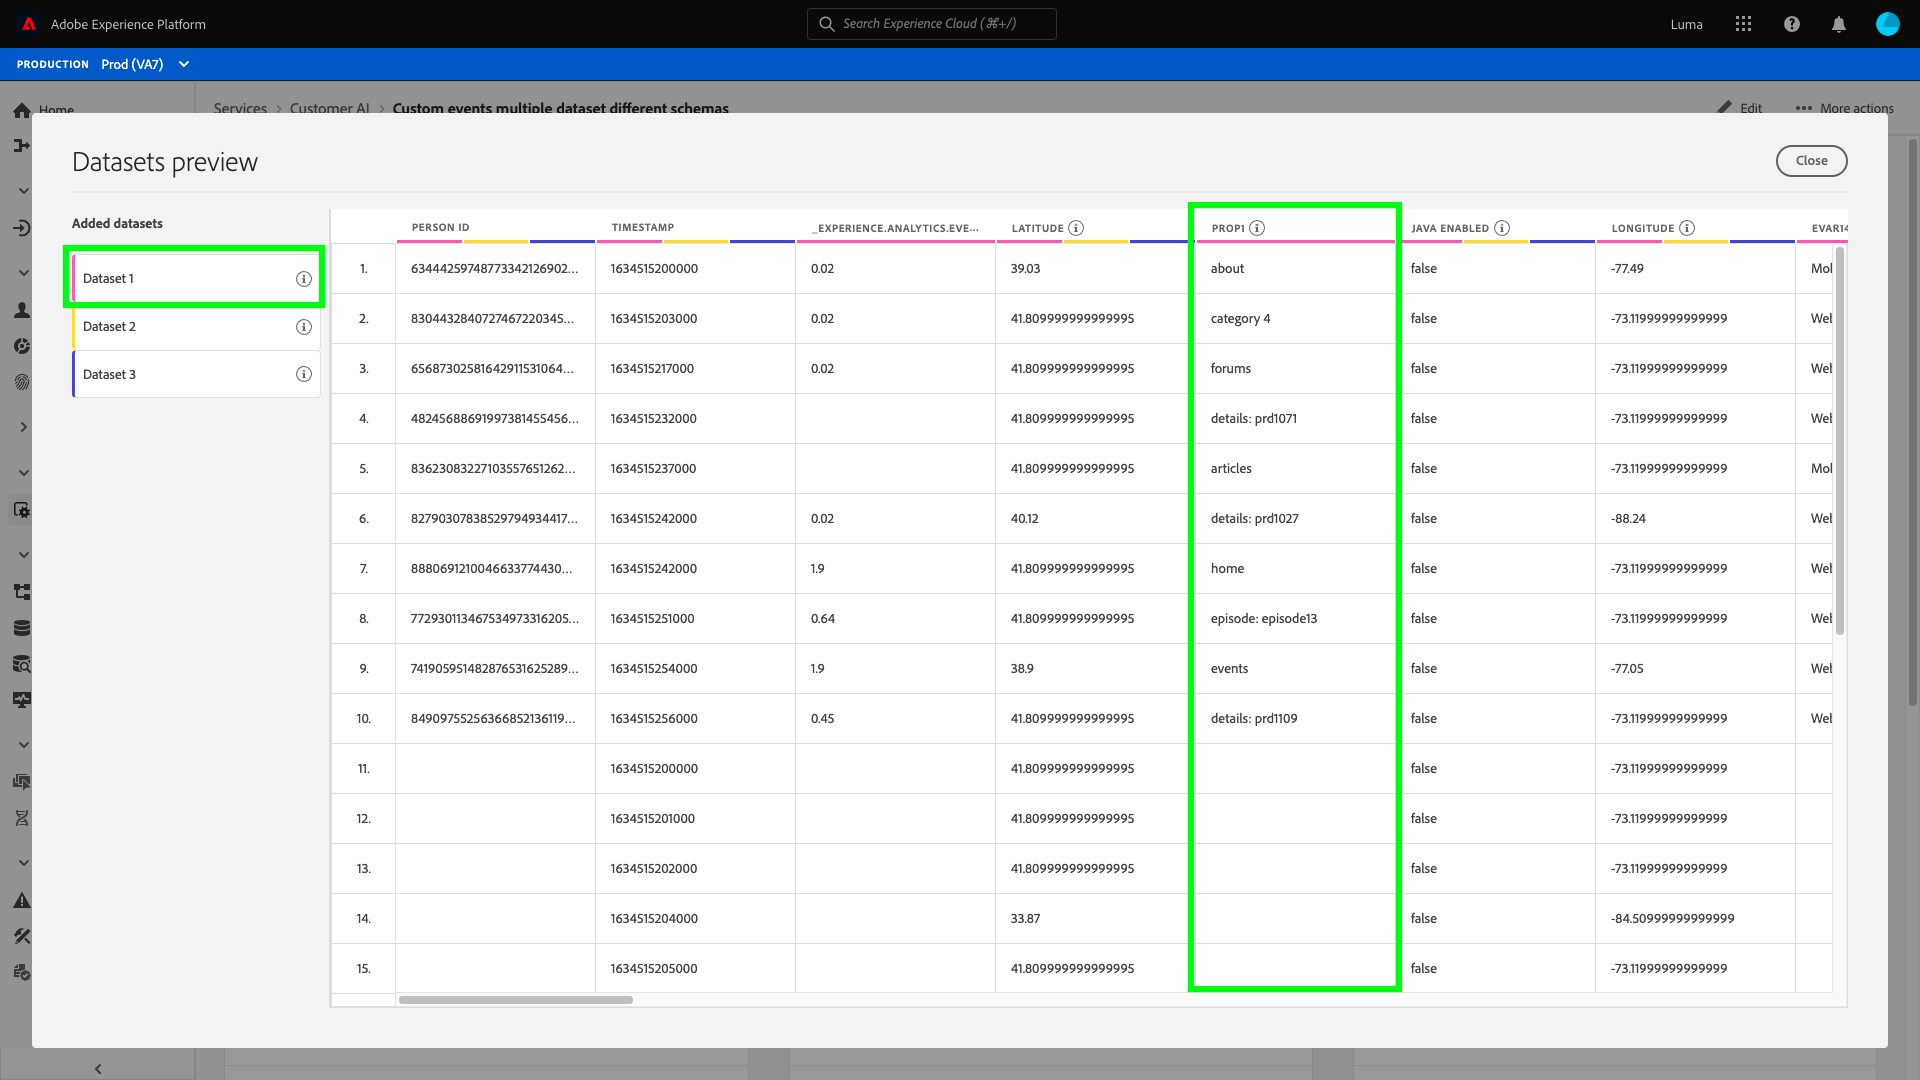 Adobe Experience Platform
Search Experience Cloud (⌘+/)
Luma
PRODUCTION Prod (VA7)
Home
Services > Customer AI > Custom events multiple dataset different schemas
Edit
More actions
Datasets preview
Close
Added datasets
Dataset 1
Dataset 2
Dataset 3
PERSON ID TIMESTAMP _EXPERIENCE.ANALYTICS.EVE... LATITUDE PROP1 JAVA ENABLED LONGITUDE EVAR14
1. 63444259748773342126902... 1634515200000 0.02 39.03 about false -77.49 Mol
2. 8304432840727467220345... 1634515203000 0.02 41.809999999999995 category 4 false -73.11999999999999 Wel
3. 65687302581642911531064... 1634515217000 0.02 41.809999999999995 forums false -73.11999999999999 Wel
4. 48245688691997381455456... 1634515232000 41.809999999999995 details: prd1071 false -73.11999999999999 Wel
5. 83623083227103557651262... 1634515237000 41.809999999999995 articles false -73.11999999999999 Mol
6. 82790307838529794934417... 1634515242000 0.02 40.12 details: prd1027 false -88.24 Wel
7. 8880691210046633774430... 1634515242000 1.9 41.809999999999995 home false -73.11999999999999 Wel
8. 77293011346753497331620​5... 1634515251000 0.64 41.809999999999995 episode: episode13 false -73.11999999999999 Wel
9. 74190595148287653162528​9... 1634515254000 1.9 38.9 events false -77.05 Wel
10. 84909755256366852136119... 1634515256000 0.45 41.809999999999995 details: prd1109 false -73.11999999999999 Wel
11. 1634515200000 41.809999999999995 false -73.11999999999999
12. 1634515201000 41.809999999999995 false -73.11999999999999
13. 1634515202000 41.809999999999995 false -73.11999999999999
14. 1634515204000 33.87 false -84.50999999999999
15. 1634515205000 41.809999999999995 false -73.11999999999999